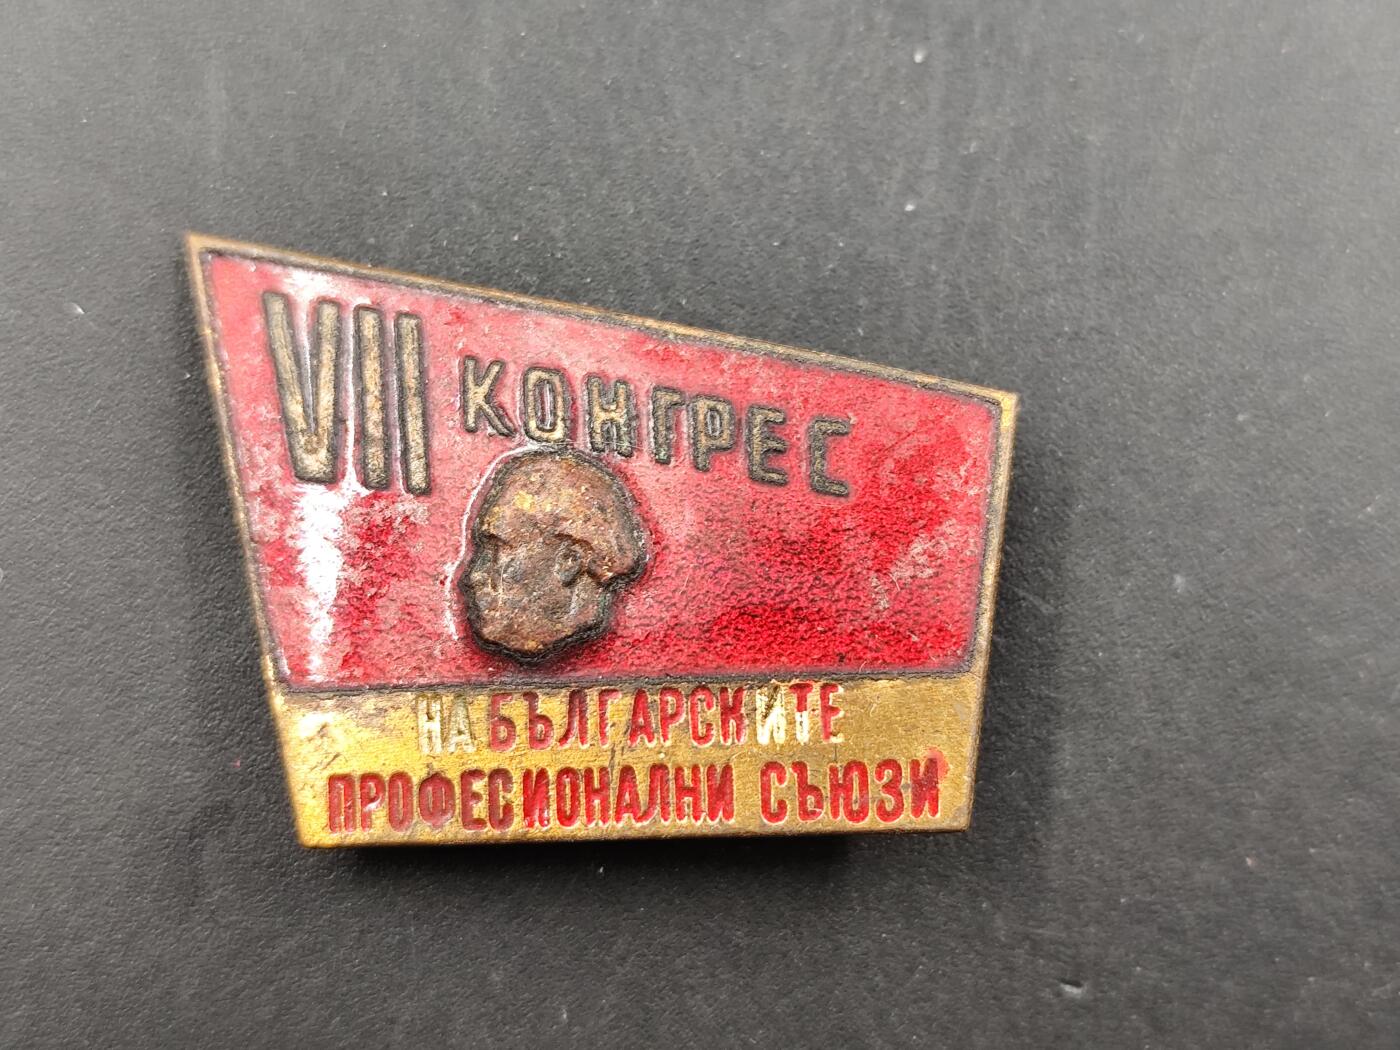 VII КОНГРЕС
НА БЪЛГАРСКИТЕ
ПРОФЕСИОНАЛНИ СЪЮЗИ